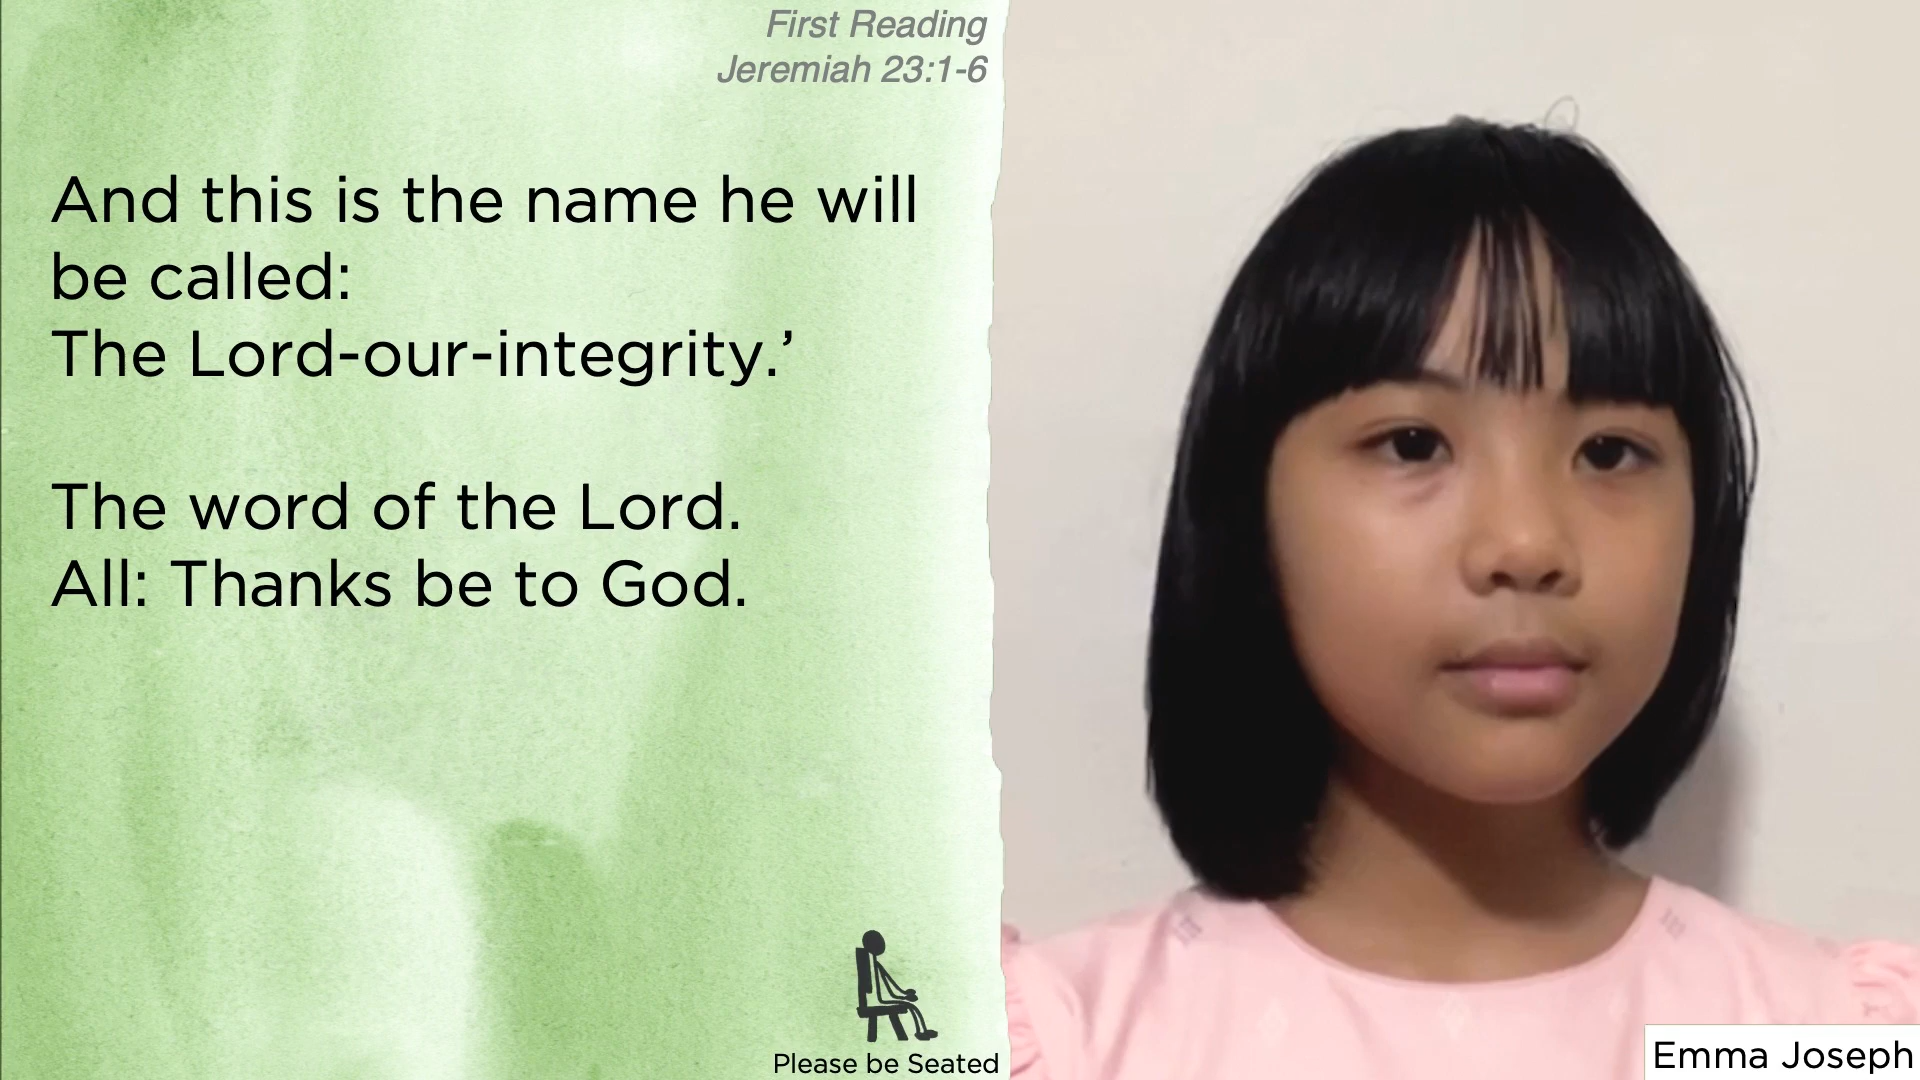 First Reading
Jeremiah 23:1-6
And this is the name he will
be called:
The Lord-our-integrity.’
The word of the Lord.
All: Thanks be to God.
Please be Seated
Emma Joseph